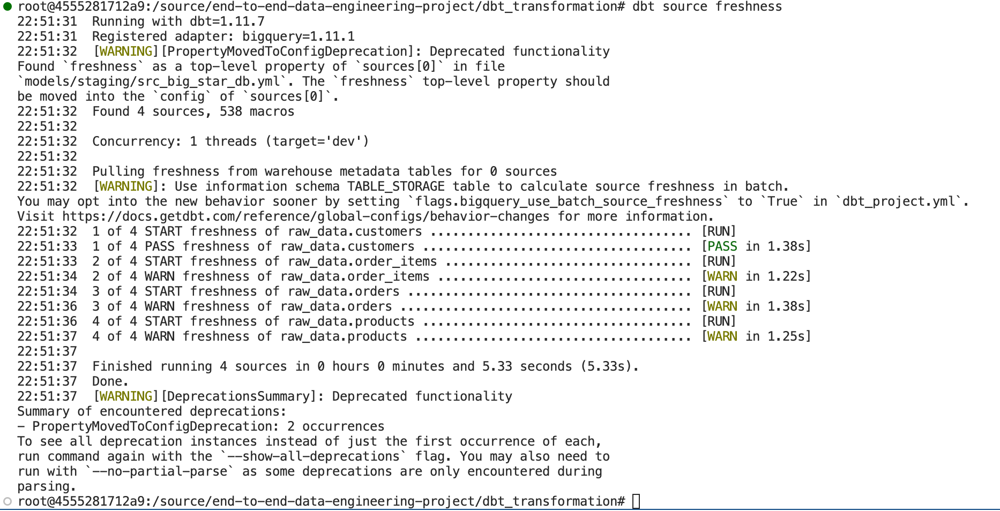 root@4555281712a9:/source/end-to-end-data-engineering-project/dbt_transformation# dbt source freshness
22:51:31  Running with dbt=1.11.7
22:51:31  Registered adapter: bigquery=1.11.1
22:51:32  [WARNING][PropertyMovedToConfigDeprecation]: Deprecated functionality
Found `freshness` as a top-level property of `sources[0]` in file
`models/staging/src_big_star_db.yml`. The `freshness` top-level property should
be moved into the `config` of `sources[0]`.
22:51:32  Found 4 sources, 538 macros
22:51:32
22:51:32  Concurrency: 1 threads (target='dev')
22:51:32
22:51:32  Pulling freshness from warehouse metadata tables for 0 sources
22:51:32  [WARNING]: Use information schema TABLE_STORAGE table to calculate source freshness in batch.
You may opt into the new behavior sooner by setting `flags.bigquery_use_batch_source_freshness` to `True` in `dbt_project.yml`.
Visit https://docs.getdbt.com/reference/global-configs/behavior-changes for more information.
22:51:32  1 of 4 START freshness of raw_data.customers ................................... [RUN]
22:51:33  1 of 4 PASS freshness of raw_data.customers .................................... [PASS in 1.38s]
22:51:33  2 of 4 START freshness of raw_data.order_items ................................. [RUN]
22:51:34  2 of 4 WARN freshness of raw_data.order_items .................................. [WARN in 1.22s]
22:51:34  3 of 4 START freshness of raw_data.orders ...................................... [RUN]
22:51:36  3 of 4 WARN freshness of raw_data.orders ....................................... [WARN in 1.38s]
22:51:36  4 of 4 START freshness of raw_data.products .................................... [RUN]
22:51:37  4 of 4 WARN freshness of raw_data.products ..................................... [WARN in 1.25s]
22:51:37
22:51:37  Finished running 4 sources in 0 hours 0 minutes and 5.33 seconds (5.33s).
22:51:37  Done.
22:51:37  [WARNING][DeprecationsSummary]: Deprecated functionality
Summary of encountered deprecations:
- PropertyMovedToConfigDeprecation: 2 occurrences
To see all deprecation instances instead of just the first occurrence of each,
run command again with the `--show-all-deprecations` flag. You may also need to
run with `--no-partial-parse` as some deprecations are only encountered during
parsing.
root@4555281712a9:/source/end-to-end-data-engineering-project/dbt_transformation#